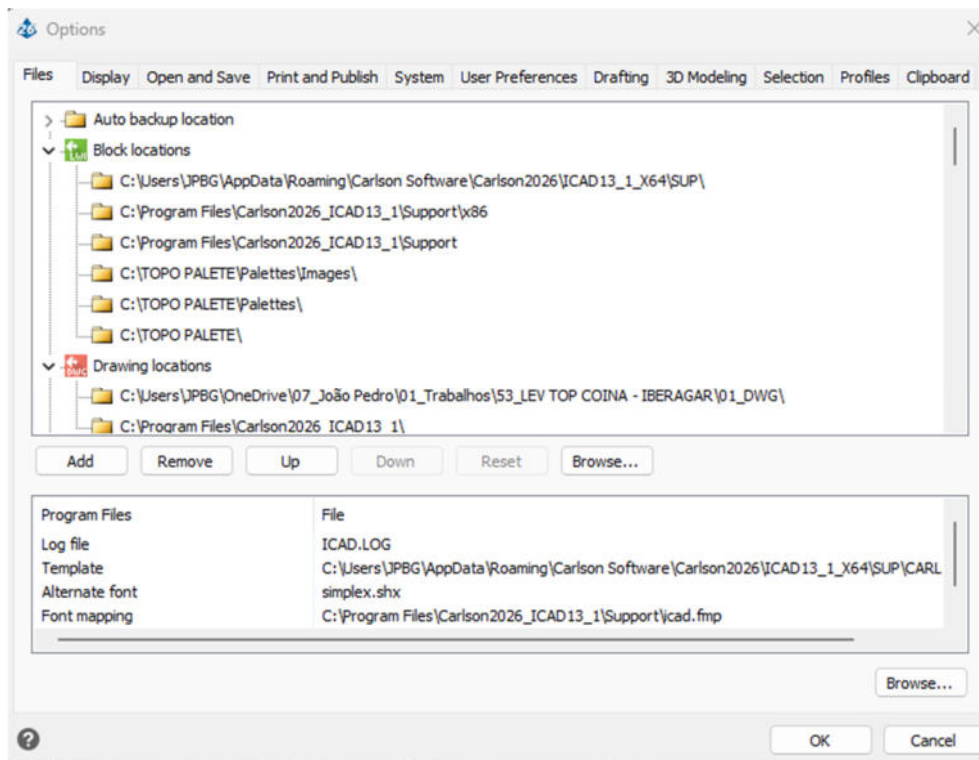 Options
Files Display Open and Save Print and Publish System User Preferences Drafting 3D Modeling Selection Profiles Clipboard
Auto backup location
Block locations
C:\Users\JPBG\AppData\Roaming\Carlson Software\Carlson2026\ICAD13_1_X64\SUP\
C:\Program Files\Carlson2026_ICAD13_1\Support\x86
C:\Program Files\Carlson2026_ICAD13_1\Support
C:\TOPO PALETE\Palettes\Images\
C:\TOPO PALETE\Palettes\
C:\TOPO PALETE\
Drawing locations
C:\Users\JPBG\OneDrive\07_João Pedro\01_Trabalhos\53_LEV TOP COINA - IBERAGAR\01_DWG\
C:\Program Files\Carlson2026_ICAD13_1\
Add Remove Up Down Reset Browse...
Program Files File
Log file ICAD.LOG
Template C:\Users\JPBG\AppData\Roaming\Carlson Software\Carlson2026\ICAD13_1_X64\SUP\CARL
Alternate font simplex.shx
Font mapping C:\Program Files\Carlson2026_ICAD13_1\Support\icad.fmp
Browse...
OK Cancel